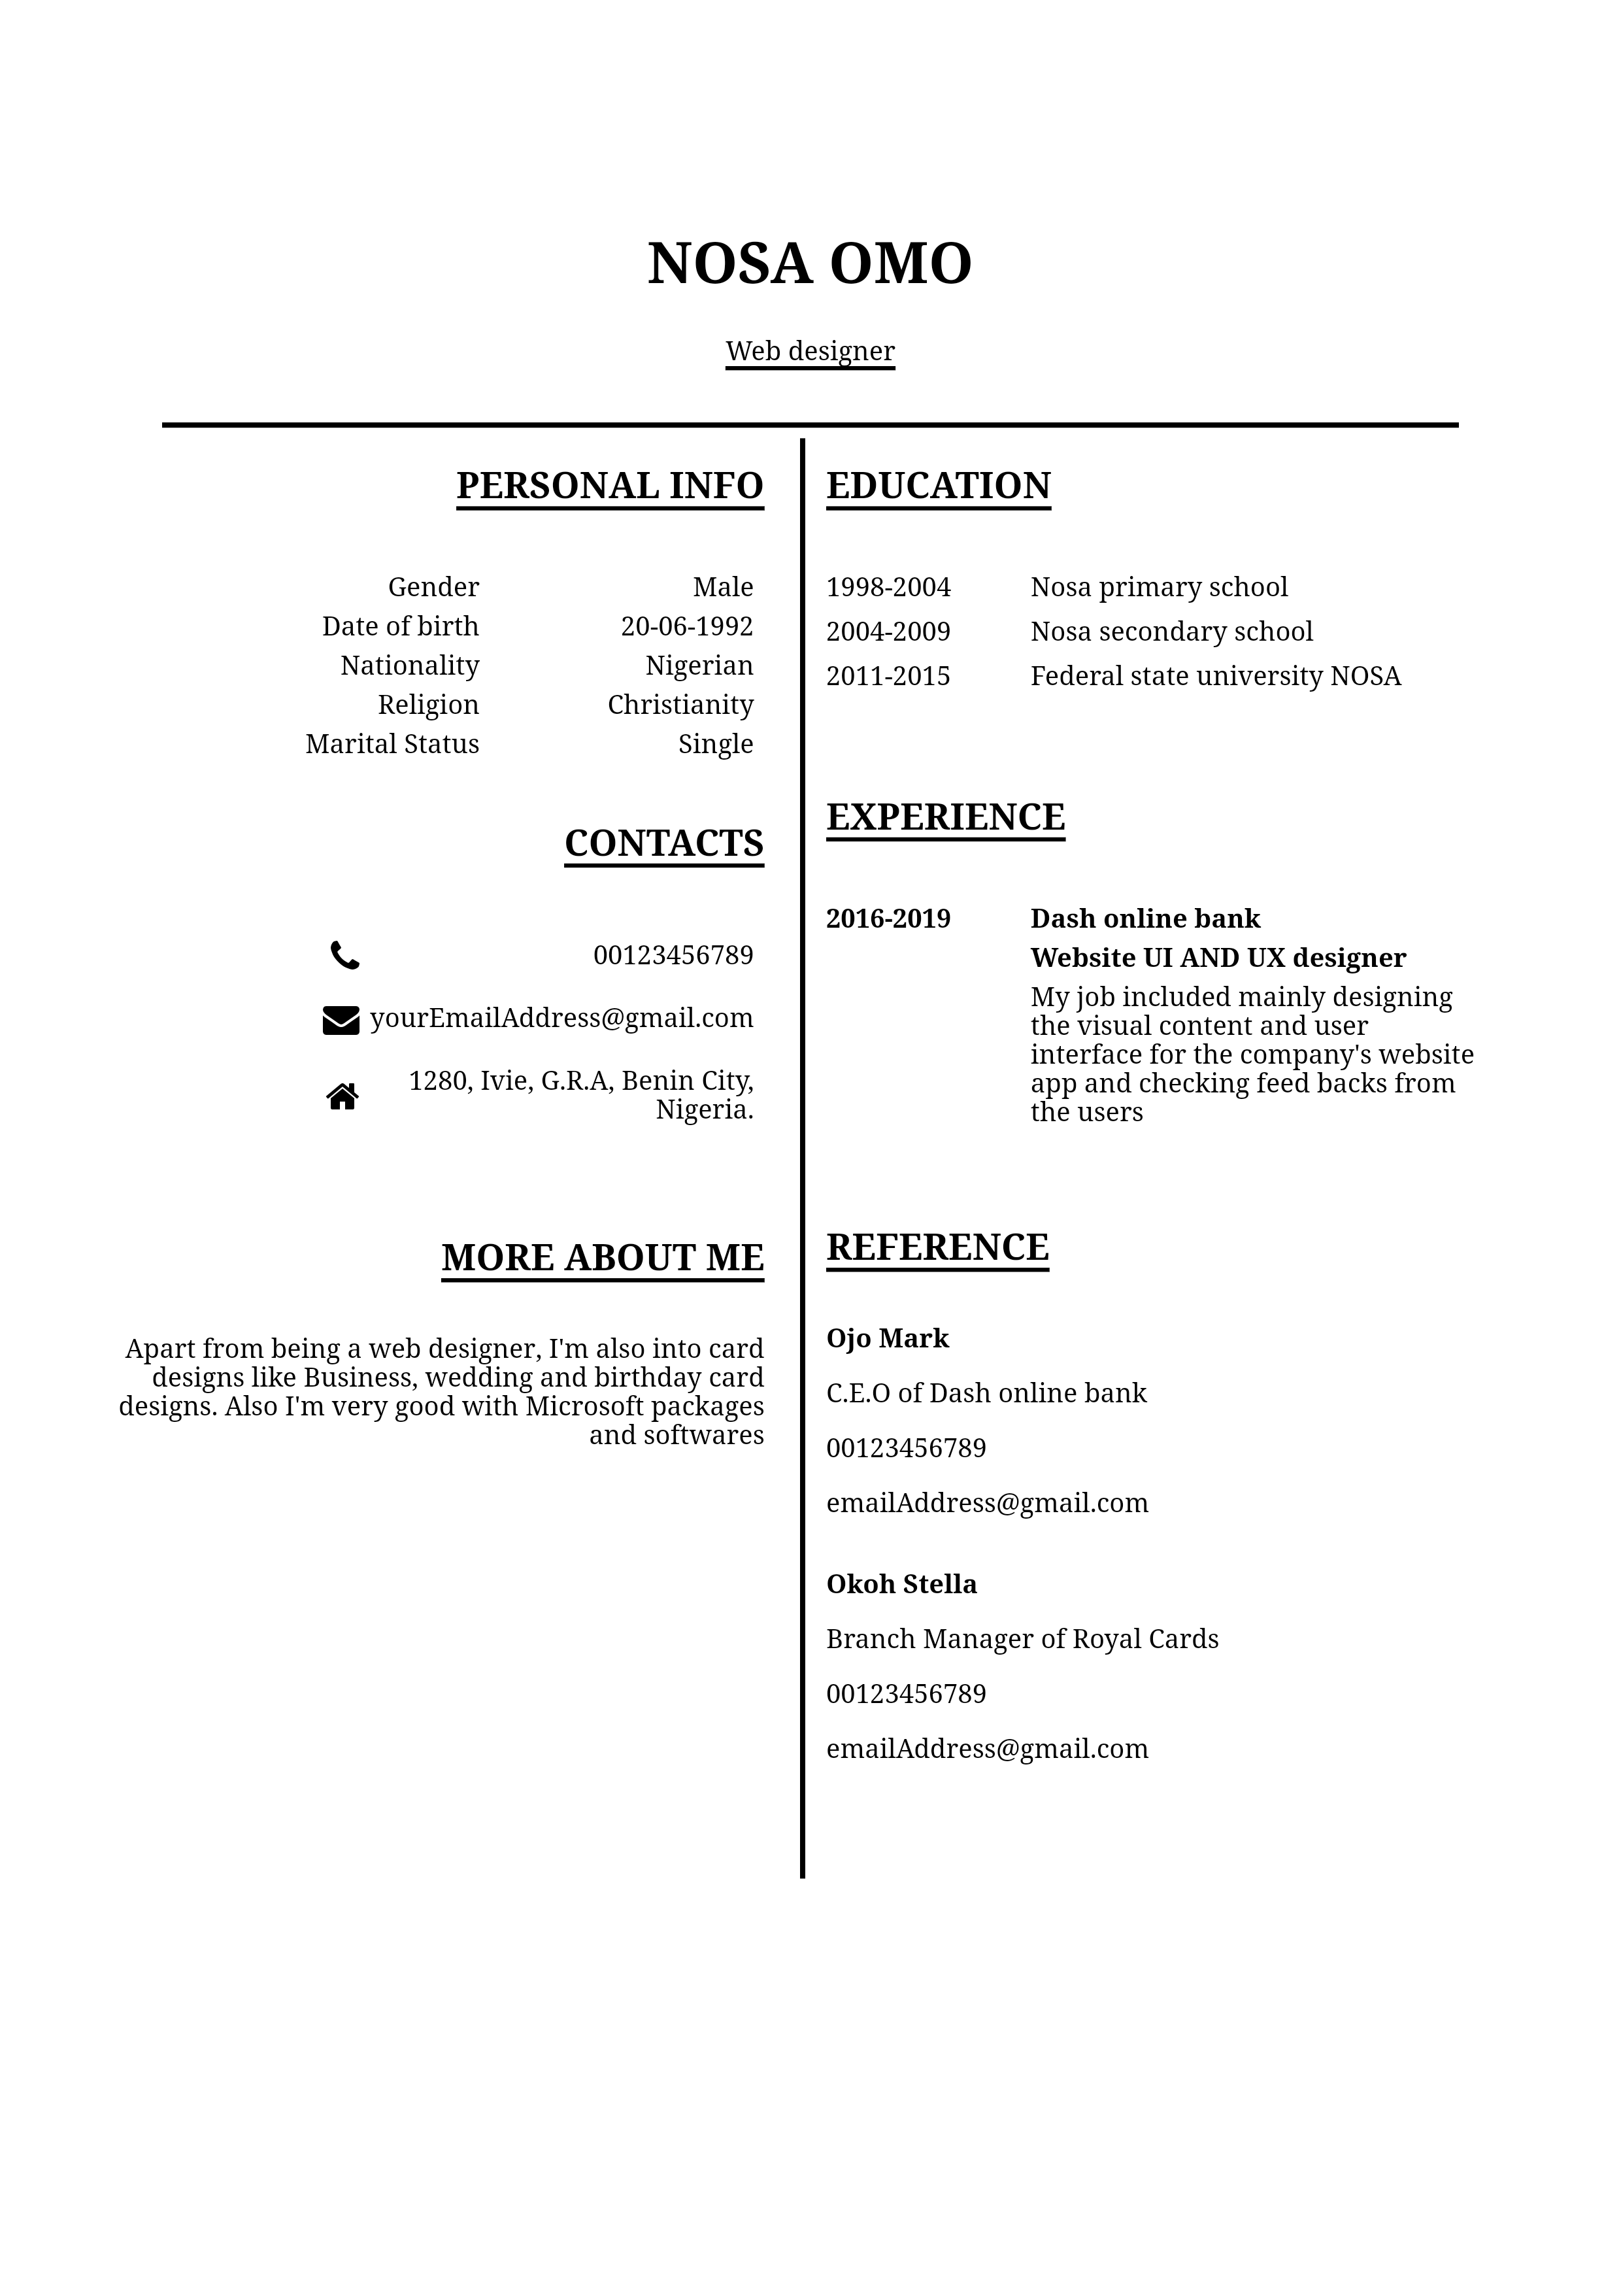 NOSA OMO
Web designer
PERSONAL INFO
Gender Male
Date of birth 20-06-1992
Nationality Nigerian
Religion Christianity
Marital Status Single
CONTACTS
00123456789
yourEmailAddress@gmail.com
1280, Ivie, G.R.A, Benin City,
Nigeria.
MORE ABOUT ME
Apart from being a web designer, I'm also into card
designs like Business, wedding and birthday card
designs. Also I'm very good with Microsoft packages
and softwares
EDUCATION
1998-2004 Nosa primary school
2004-2009 Nosa secondary school
2011-2015 Federal state university NOSA
EXPERIENCE
2016-2019 Dash online bank
Website UI AND UX designer
My job included mainly designing
the visual content and user
interface for the company's website
app and checking feed backs from
the users
REFERENCE
Ojo Mark
C.E.O of Dash online bank
00123456789
emailAddress@gmail.com
Okoh Stella
Branch Manager of Royal Cards
00123456789
emailAddress@gmail.com